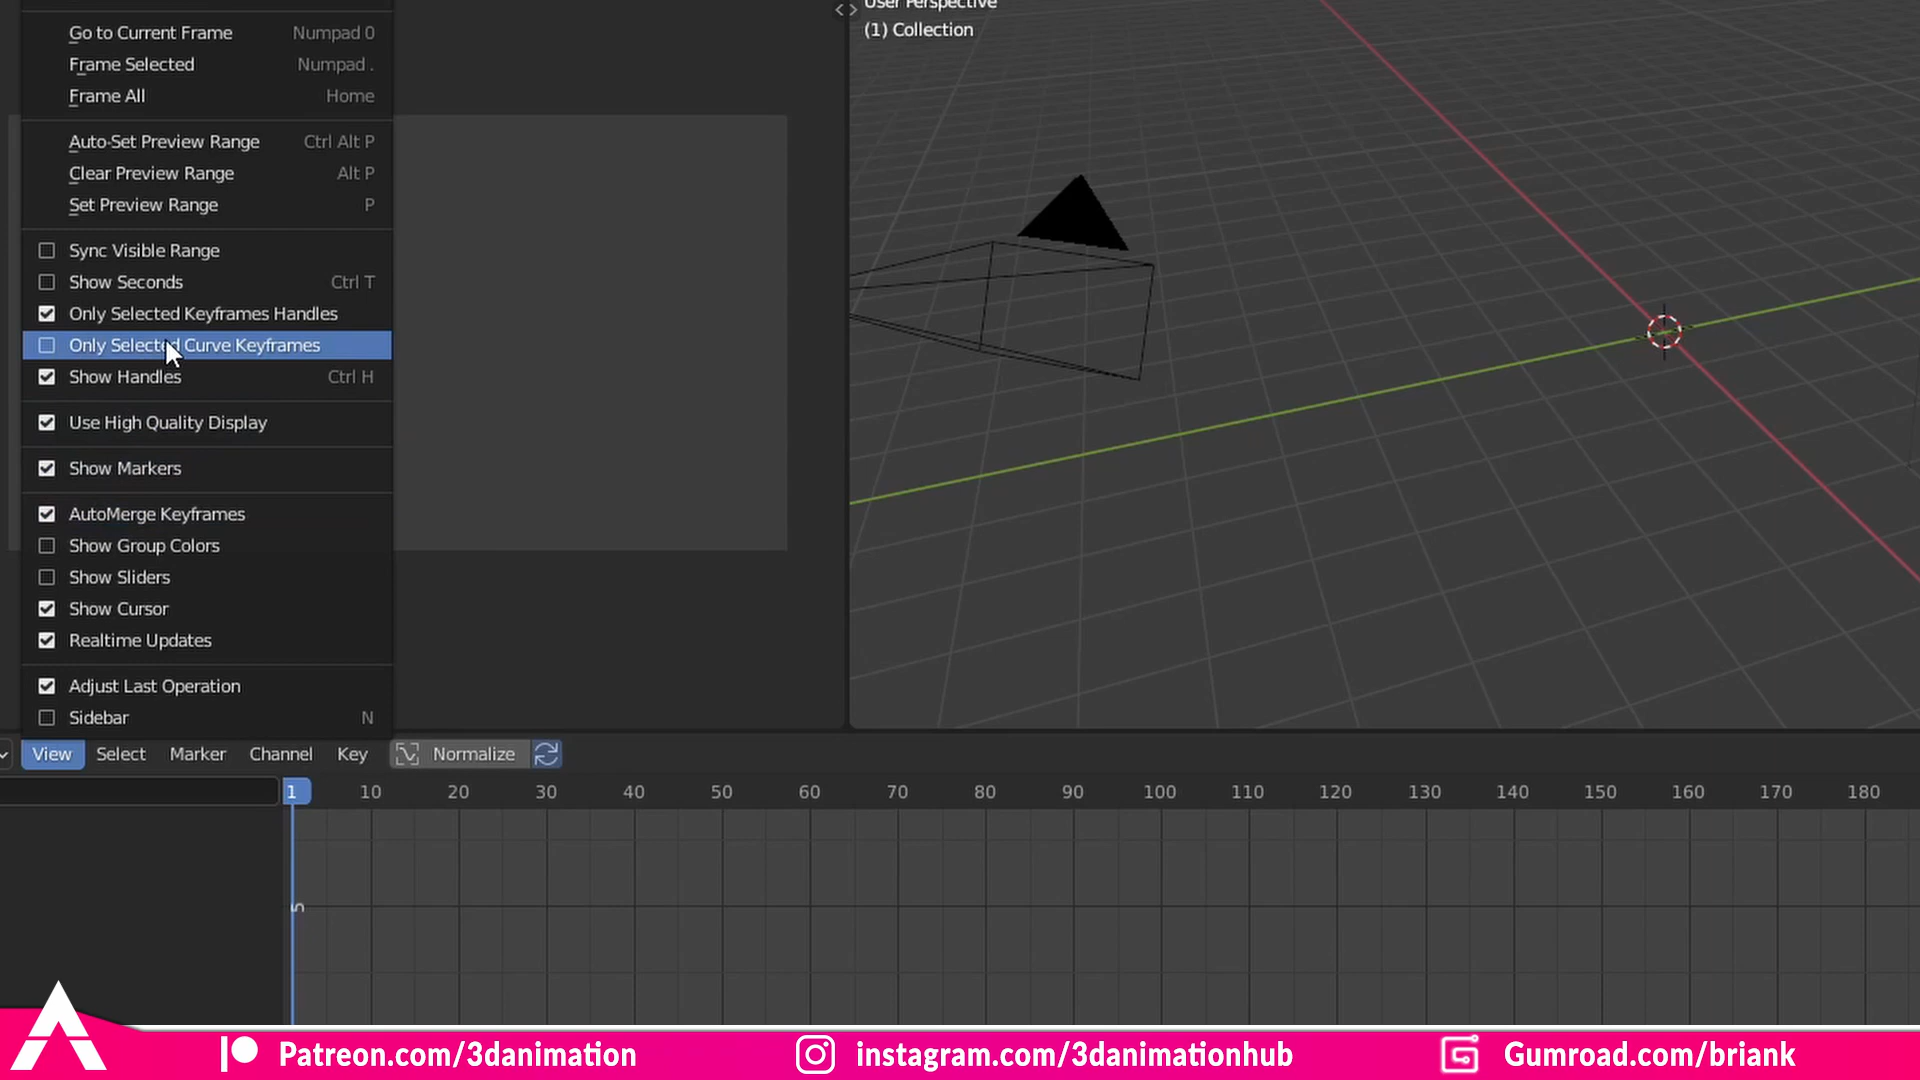 User Perspective
(1) Collection
Go to Current Frame Numpad 0
Frame Selected Numpad .
Frame All Home
Auto-Set Preview Range Ctrl Alt P
Clear Preview Range Alt P
Set Preview Range P
Sync Visible Range
Show Seconds Ctrl T
Only Selected Keyframes Handles
Only Selected Curve Keyframes
Show Handles Ctrl H
Use High Quality Display
Show Markers
AutoMerge Keyframes
Show Group Colors
Show Sliders
Show Cursor
Realtime Updates
Adjust Last Operation
Sidebar N
View Select Marker Channel Key Normalize
1 10 20 30 40 50 60 70 80 90 100 110 120 130 140 150 160 170 180
5
Patreon.com/3danimation instagram.com/3danimationhub Gumroad.com/briank